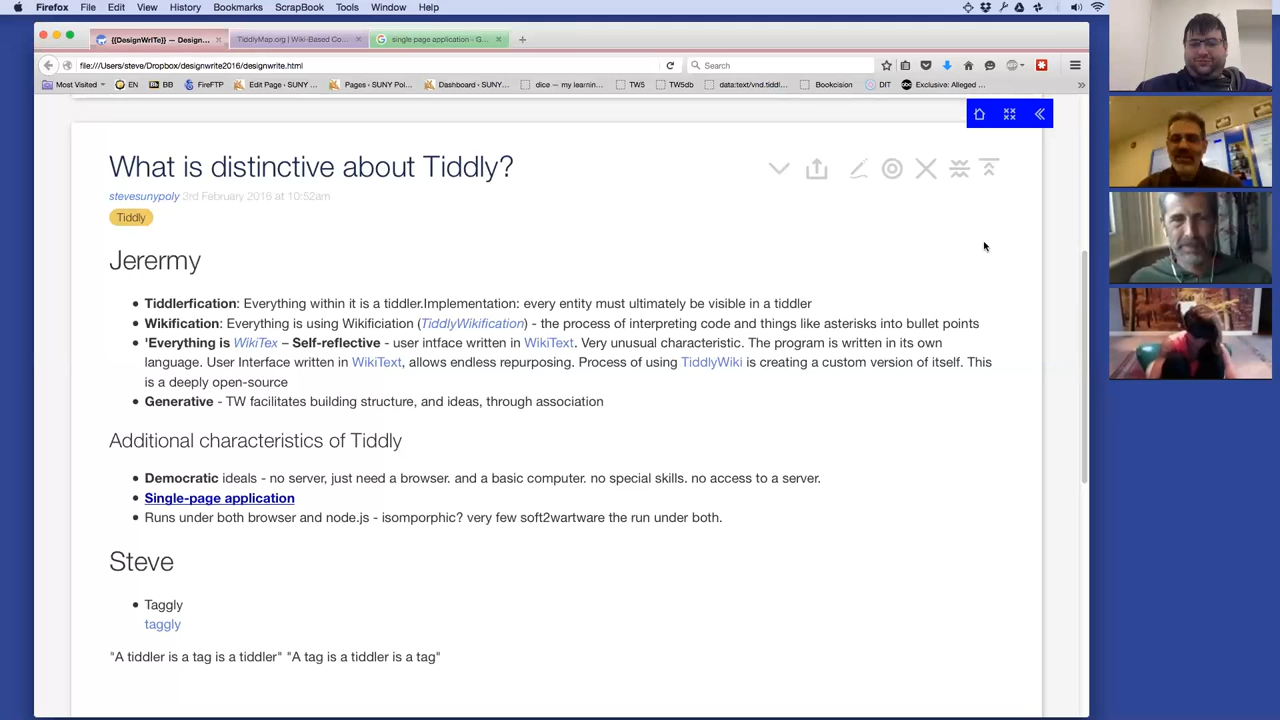 Firefox File Edit View History Bookmarks ScrapBook Tools Window Help
{{DesignWrITe}} — Design... TiddlyMap.org | Wiki-Based Co... single page application - G...
file:///Users/steve/Dropbox/designwrite2016/designwrite.html Search
Most Visited EN BB FireFTP Edit Page - SUNY ... Pages - SUNY Pol... Dashboard - SUNY... dice — my learnin... TW5 TW5db data:text/vnd.tiddl... Bookcision DIT Exclusive: Alleged ...
What is distinctive about Tiddly?
stevesunypoly 3rd February 2016 at 10:52am
Tiddly
Jerermy
Tiddlerfication: Everything within it is a tiddler.Implementation: every entity must ultimately be visible in a tiddler
Wikification: Everything is using Wikificiation (TiddlyWikification) - the process of interpreting code and things like asterisks into bullet points
'Everything is WikiTex – Self-reflective - user intface written in WikiText. Very unusual characteristic. The program is written in its own
language. User Interface written in WikiText, allows endless repurposing. Process of using TiddlyWiki is creating a custom version of itself. This
is a deeply open-source
Generative - TW facilitates building structure, and ideas, through association
Additional characteristics of Tiddly
Democratic ideals - no server, just need a browser. and a basic computer. no special skills. no access to a server.
Single-page application
Runs under both browser and node.js - isomporphic? very few soft2wartware the run under both.
Steve
Taggly
taggly
"A tiddler is a tag is a tiddler" "A tag is a tiddler is a tag"